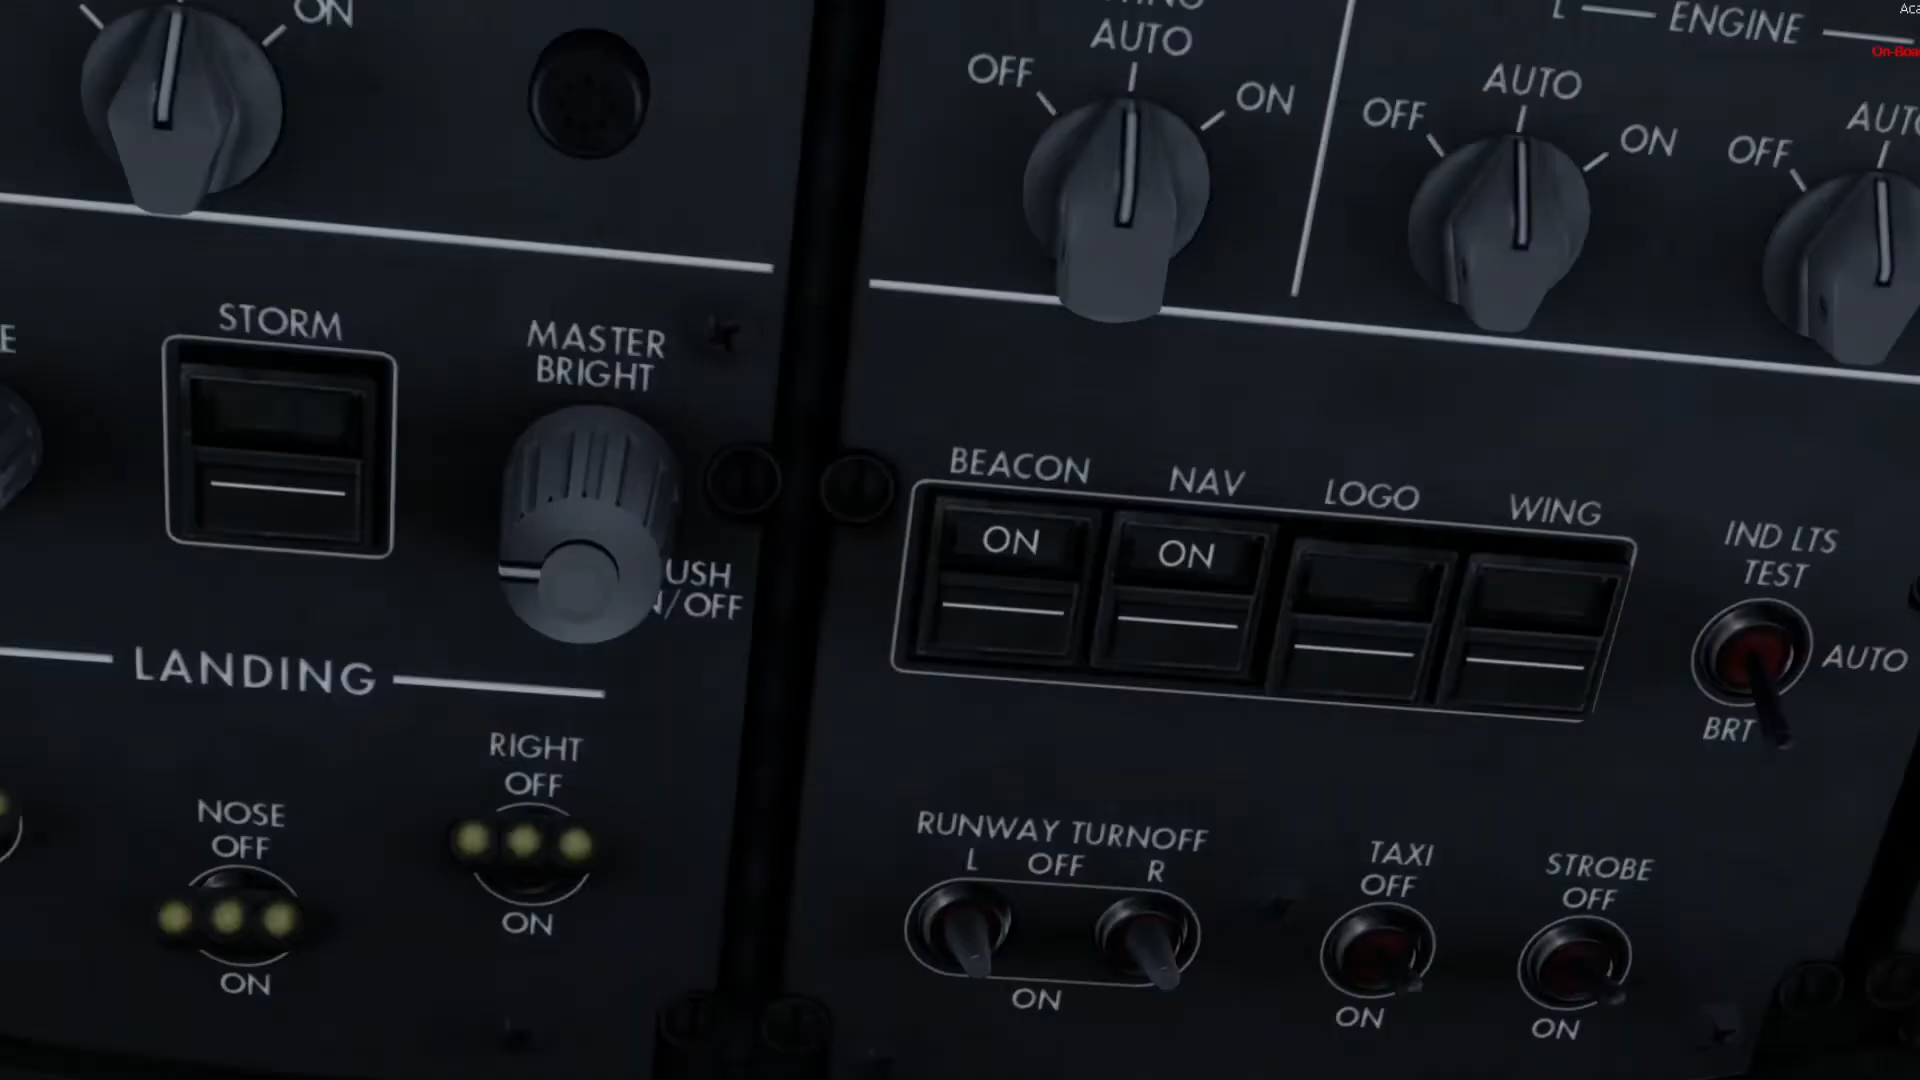 ON
AUTO
OFF
ON
L
ENGINE
AUTO
OFF
ON
OFF
STORM
MASTER
BRIGHT
BEACON
NAV
LOGO
WING
ON
ON
IND LTS
TEST
AUTO
BRT
LANDING
RIGHT
OFF
ON
NOSE
OFF
ON
RUNWAY TURNOFF
L OFF R
ON
TAXI
OFF
ON
STROBE
OFF
ON